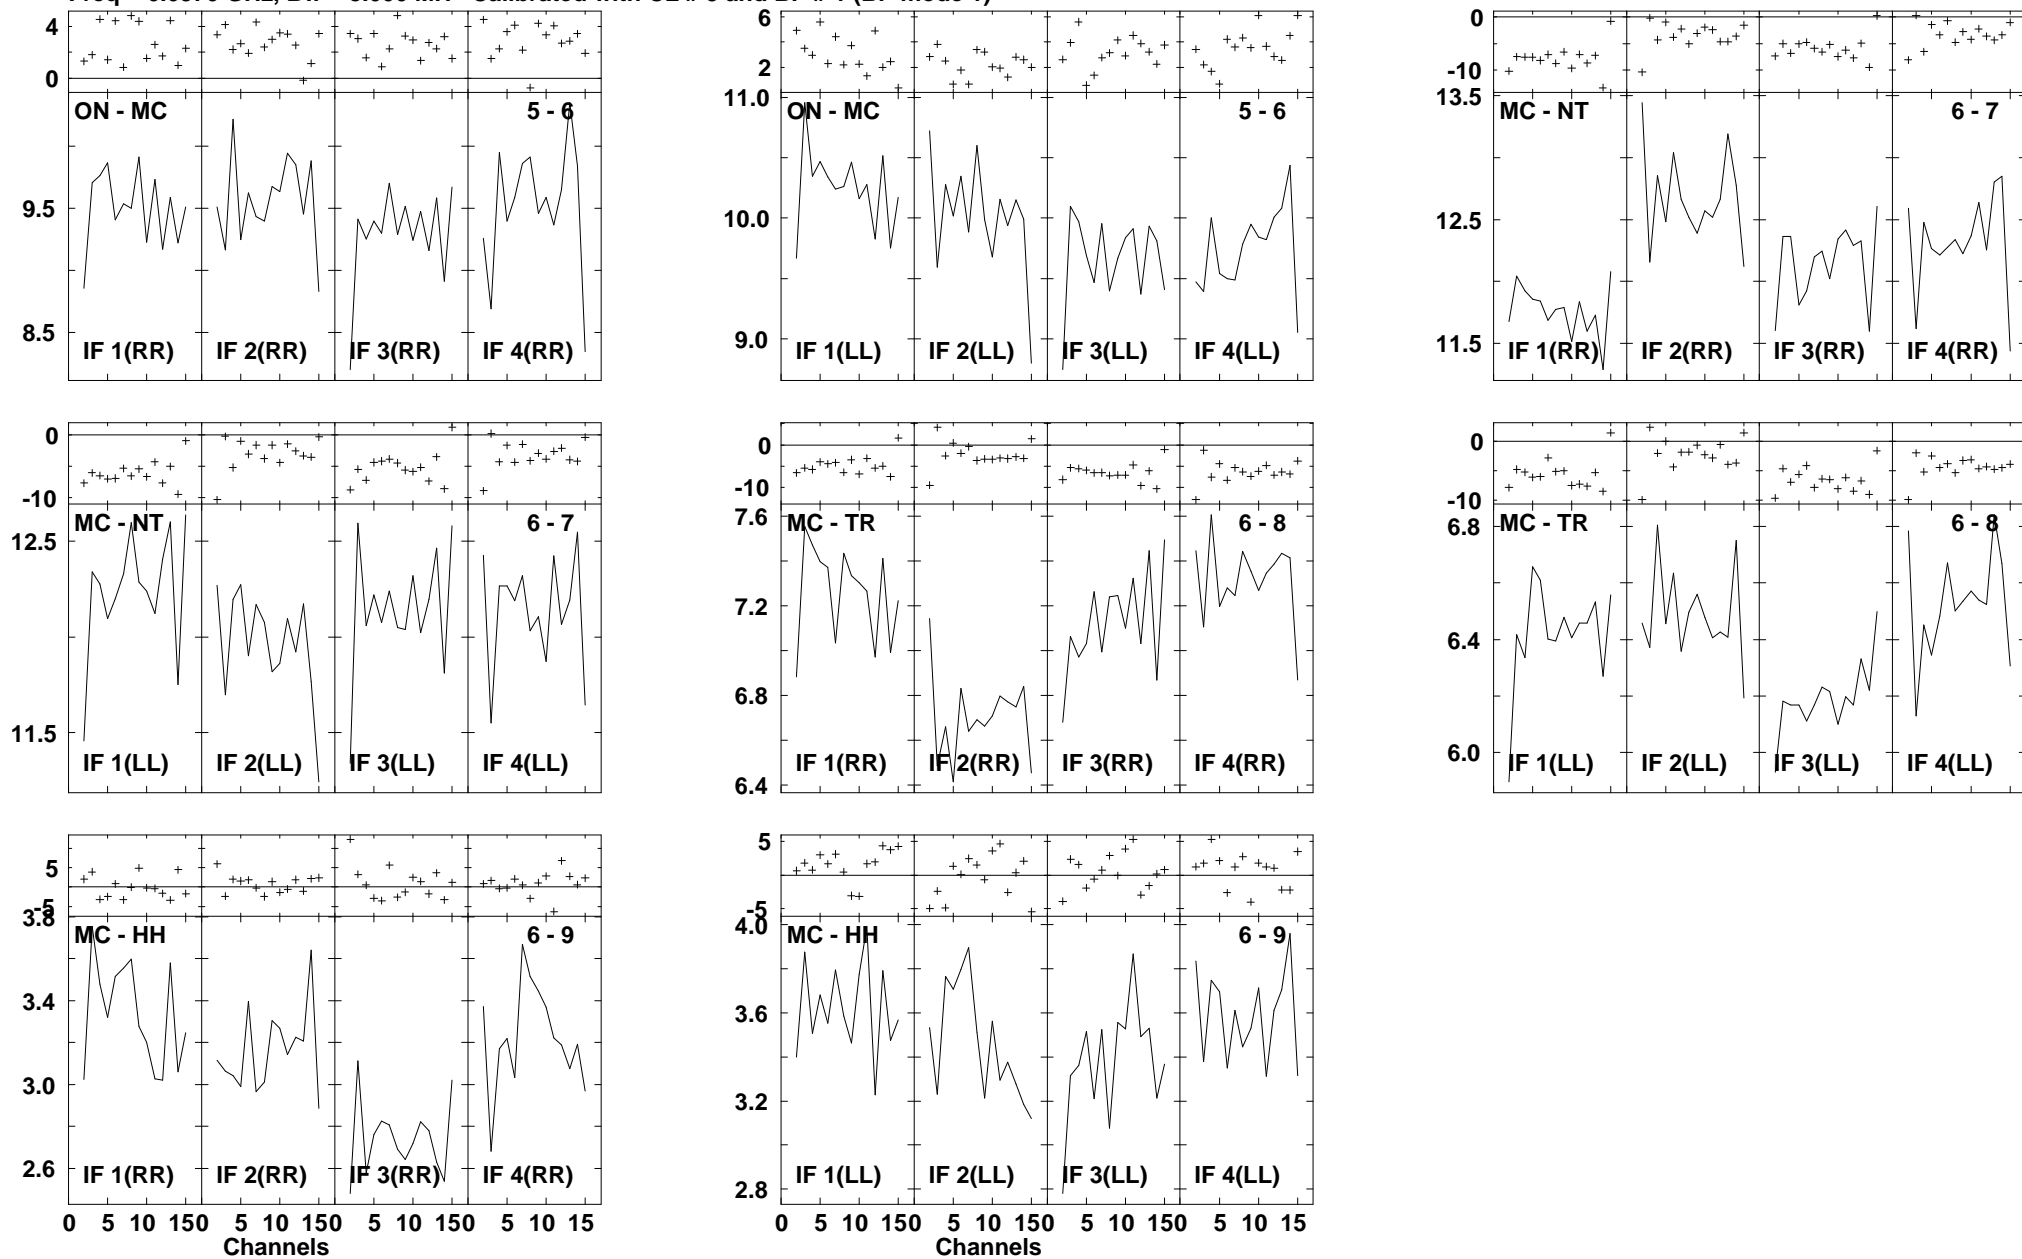 4
0
ON - MC
5 - 6
9.5
8.5
IF 1(RR)
IF 2(RR)
IF 3(RR)
IF 4(RR)
6
2
11.0
ON - MC
5 - 6
10.0
9.0
IF 1(LL)
IF 2(LL)
IF 3(LL)
IF 4(LL)
0
-10
13.5
MC - NT
6 - 7
12.5
11.5
IF 1(RR)
IF 2(RR)
IF 3(RR)
IF 4(RR)
0
-10
MC - NT
6 - 7
12.5
11.5
IF 1(LL)
IF 2(LL)
IF 3(LL)
IF 4(LL)
0
-10
7.6
MC - TR
6 - 8
7.2
6.8
6.4
IF 1(RR)
IF 2(RR)
IF 3(RR)
IF 4(RR)
0
-10
6.8
MC - TR
6 - 8
6.4
6.0
IF 1(LL)
IF 2(LL)
IF 3(LL)
IF 4(LL)
5
-5
3.8
MC - HH
6 - 9
3.4
3.0
2.6
IF 1(RR)
IF 2(RR)
IF 3(RR)
IF 4(RR)
0 5 10 150 5 10 150 5 10 150 5 10 15
Channels
5
-5
4.0
MC - HH
6 - 9
3.6
3.2
2.8
IF 1(LL)
IF 2(LL)
IF 3(LL)
IF 4(LL)
0 5 10 150 5 10 150 5 10 150 5 10 15
Channels